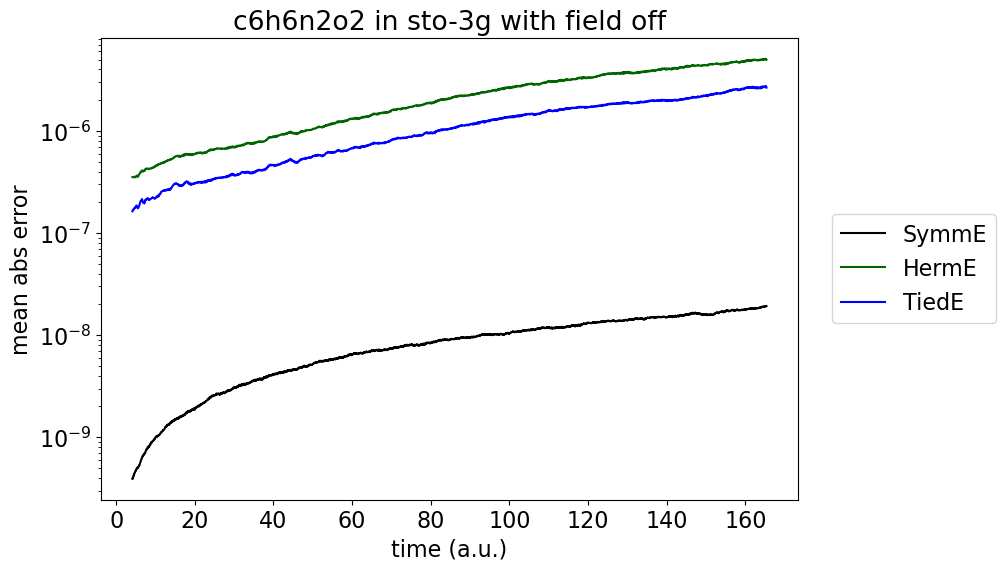 c6h6n2o2 in sto-3g with field off
mean abs error
10⁻⁶
10⁻⁷
10⁻⁸
10⁻⁹
0 20 40 60 80 100 120 140 160
time (a.u.)
SymmE
HermE
TiedE